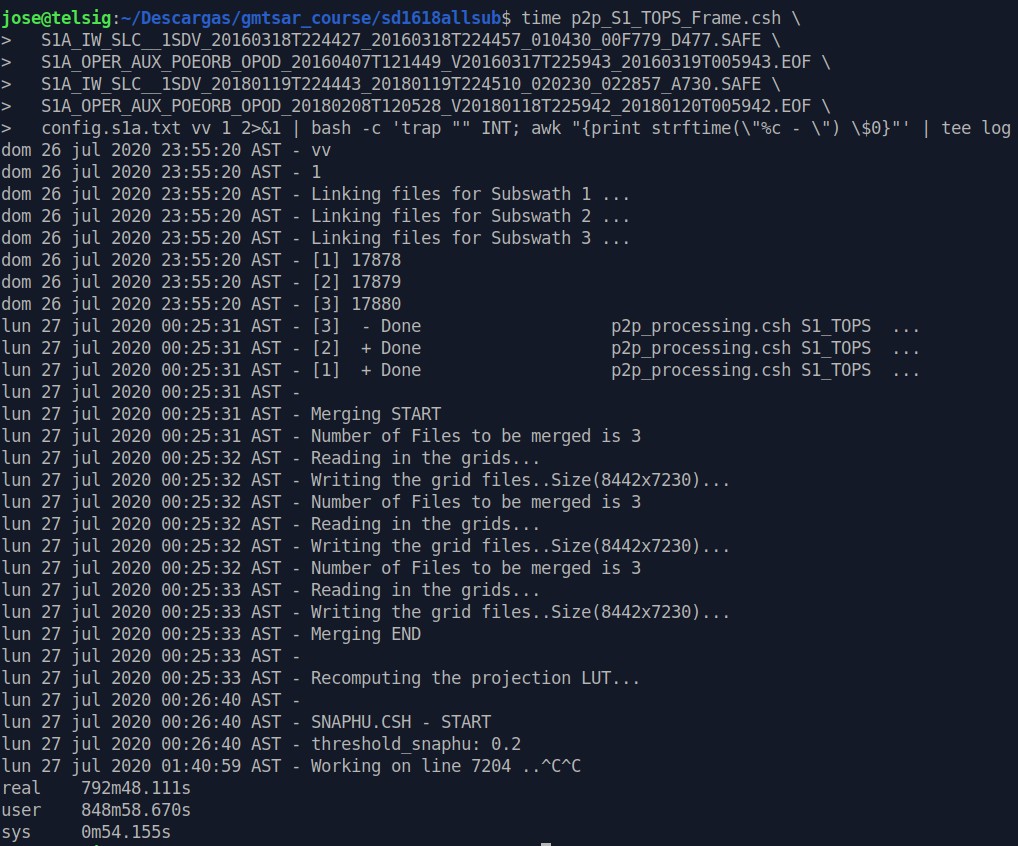 jose@telsig:~/Descargas/gmtsar_course/sd1618allsub$ time p2p_S1_TOPS_Frame.csh \
>   S1A_IW_SLC__1SDV_20160318T224427_20160318T224457_010430_00F779_D477.SAFE \
>   S1A_OPER_AUX_POEORB_OPOD_20160407T121449_V20160317T225943_20160319T005943.EOF \
>   S1A_IW_SLC__1SDV_20180119T224443_20180119T224510_020230_022857_A730.SAFE \
>   S1A_OPER_AUX_POEORB_OPOD_20180208T120528_V20180118T225942_20180120T005942.EOF \
>   config.s1a.txt vv 1 2>&1 | bash -c 'trap "" INT; awk "{print strftime(\"%c - \") \$0}"' | tee log
dom 26 jul 2020 23:55:20 AST - vv
dom 26 jul 2020 23:55:20 AST - 1
dom 26 jul 2020 23:55:20 AST - Linking files for Subswath 1 ...
dom 26 jul 2020 23:55:20 AST - Linking files for Subswath 2 ...
dom 26 jul 2020 23:55:20 AST - Linking files for Subswath 3 ...
dom 26 jul 2020 23:55:20 AST - [1] 17878
dom 26 jul 2020 23:55:20 AST - [2] 17879
dom 26 jul 2020 23:55:20 AST - [3] 17880
lun 27 jul 2020 00:25:31 AST - [3]  - Done                   p2p_processing.csh S1_TOPS  ...
lun 27 jul 2020 00:25:31 AST - [2]  + Done                   p2p_processing.csh S1_TOPS  ...
lun 27 jul 2020 00:25:31 AST - [1]  + Done                   p2p_processing.csh S1_TOPS  ...
lun 27 jul 2020 00:25:31 AST -
lun 27 jul 2020 00:25:31 AST - Merging START
lun 27 jul 2020 00:25:31 AST - Number of Files to be merged is 3
lun 27 jul 2020 00:25:32 AST - Reading in the grids...
lun 27 jul 2020 00:25:32 AST - Writing the grid files..Size(8442x7230)...
lun 27 jul 2020 00:25:32 AST - Number of Files to be merged is 3
lun 27 jul 2020 00:25:32 AST - Reading in the grids...
lun 27 jul 2020 00:25:32 AST - Writing the grid files..Size(8442x7230)...
lun 27 jul 2020 00:25:32 AST - Number of Files to be merged is 3
lun 27 jul 2020 00:25:33 AST - Reading in the grids...
lun 27 jul 2020 00:25:33 AST - Writing the grid files..Size(8442x7230)...
lun 27 jul 2020 00:25:33 AST - Merging END
lun 27 jul 2020 00:25:33 AST -
lun 27 jul 2020 00:25:33 AST - Recomputing the projection LUT...
lun 27 jul 2020 00:26:40 AST -
lun 27 jul 2020 00:26:40 AST - SNAPHU.CSH - START
lun 27 jul 2020 00:26:40 AST - threshold_snaphu: 0.2
lun 27 jul 2020 01:40:59 AST - Working on line 7204 ..^C^C
real    792m48.111s
user    848m58.670s
sys     0m54.155s